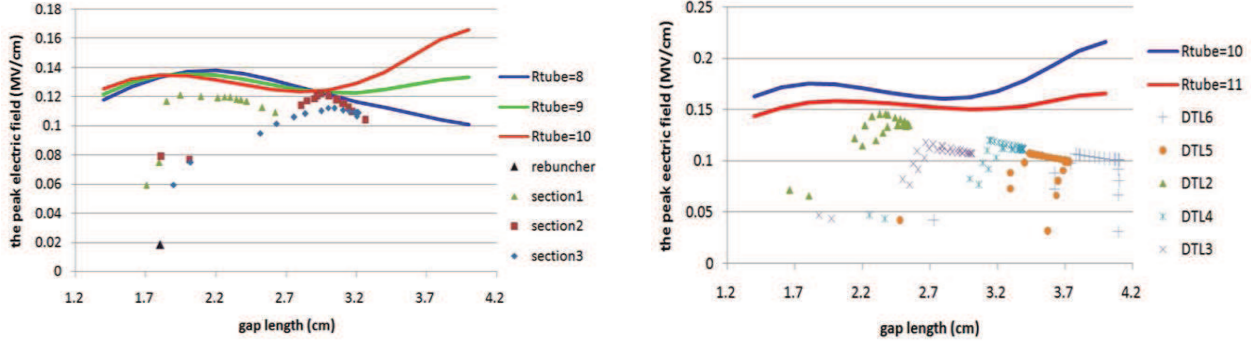 the peak electric field (MV/cm)
0.18
0.16
0.14
0.12
0.1
0.08
0.06
0.04
0.02
0
1.2 1.7 2.2 2.7 3.2 3.7 4.2
gap length (cm)
Rtube=8
Rtube=9
Rtube=10
rebuncher
section1
section2
section3
the peak eectric field (MV/cm)
0.25
0.2
0.15
0.1
0.05
0
1.2 1.7 2.2 2.7 3.2 3.7 4.2
gap length (cm)
Rtube=10
Rtube=11
DTL6
DTL5
DTL2
DTL4
DTL3